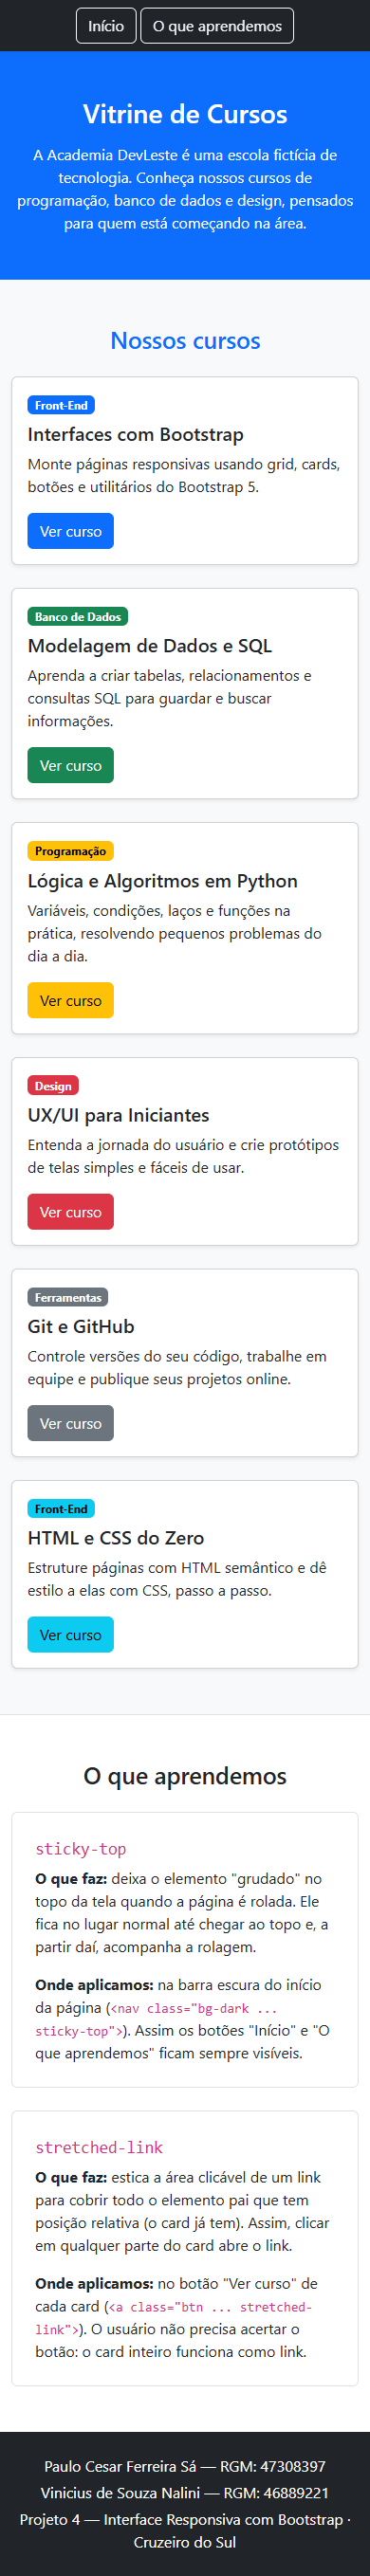 Início
O que aprendemos
Vitrine de Cursos
A Academia DevLeste é uma escola fictícia de
tecnologia. Conheça nossos cursos de
programação, banco de dados e design, pensados
para quem está começando na área.
Nossos cursos
Front-End
Interfaces com Bootstrap
Monte páginas responsivas usando grid, cards,
botões e utilitários do Bootstrap 5.
Ver curso
Banco de Dados
Modelagem de Dados e SQL
Aprenda a criar tabelas, relacionamentos e
consultas SQL para guardar e buscar
informações.
Ver curso
Programação
Lógica e Algoritmos em Python
Variáveis, condições, laços e funções na
prática, resolvendo pequenos problemas do
dia a dia.
Ver curso
Design
UX/UI para Iniciantes
Entenda a jornada do usuário e crie protótipos
de telas simples e fáceis de usar.
Ver curso
Ferramentas
Git e GitHub
Controle versões do seu código, trabalhe em
equipe e publique seus projetos online.
Ver curso
Front-End
HTML e CSS do Zero
Estruture páginas com HTML semântico e dê
estilo a elas com CSS, passo a passo.
Ver curso
O que aprendemos
sticky-top
O que faz: deixa o elemento "grudado" no
topo da tela quando a página é rolada. Ele
fica no lugar normal até chegar ao topo e, a
partir daí, acompanha a rolagem.
Onde aplicamos: na barra escura do início
da página (<nav class="bg-dark ...
sticky-top">). Assim os botões "Início" e "O
que aprendemos" ficam sempre visíveis.
stretched-link
O que faz: estica a área clicável de um link
para cobrir todo o elemento pai que tem
posição relativa (o card já tem). Assim, clicar
em qualquer parte do card abre o link.
Onde aplicamos: no botão "Ver curso" de
cada card (<a class="btn ... stretched-
link">). O usuário não precisa acertar o
botão: o card inteiro funciona como link.
Paulo Cesar Ferreira Sá — RGM: 47308397
Vinicius de Souza Nalini — RGM: 46889221
Projeto 4 — Interface Responsiva com Bootstrap ·
Cruzeiro do Sul